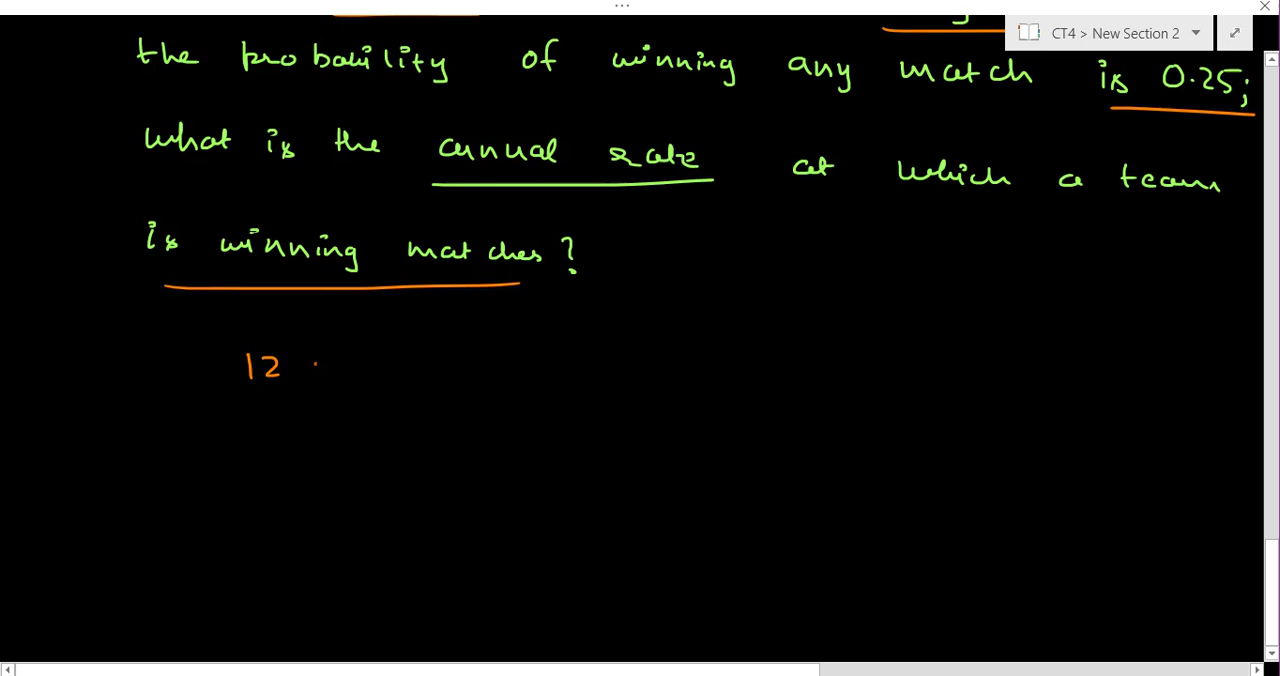 CT4 > New Section 2
the probability of winning any match is 0.25;
what is the annual rate at which a team
is winning matches?
12 ·